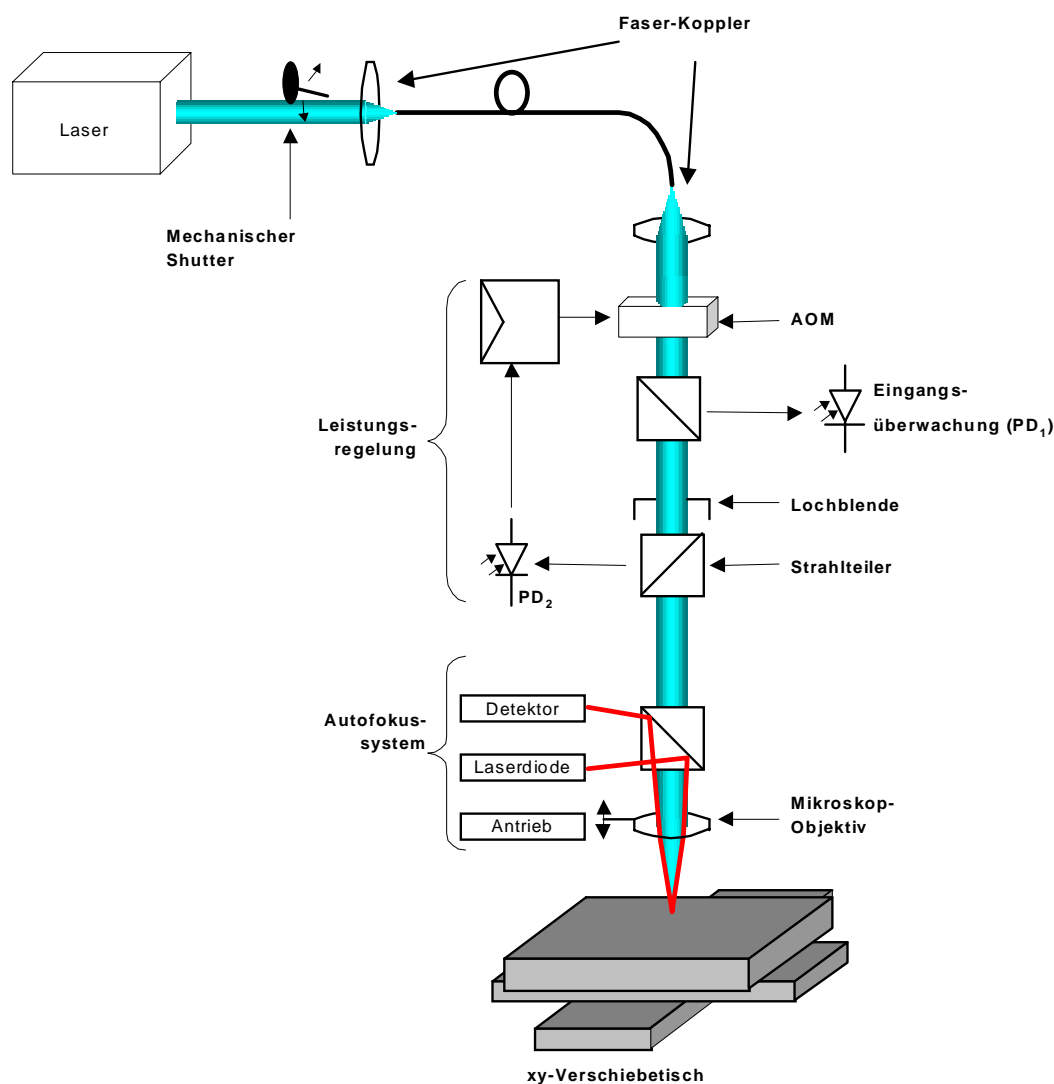 Faser-Koppler
Laser
Mechanischer
Shutter
AOM
Eingangs-
überwachung (PD₁)
Leistungs-
regelung
Lochblende
Strahlteiler
PD₂
Autofokus-
system
Detektor
Laserdiode
Antrieb
Mikroskop-
Objektiv
xy-Verschiebetisch